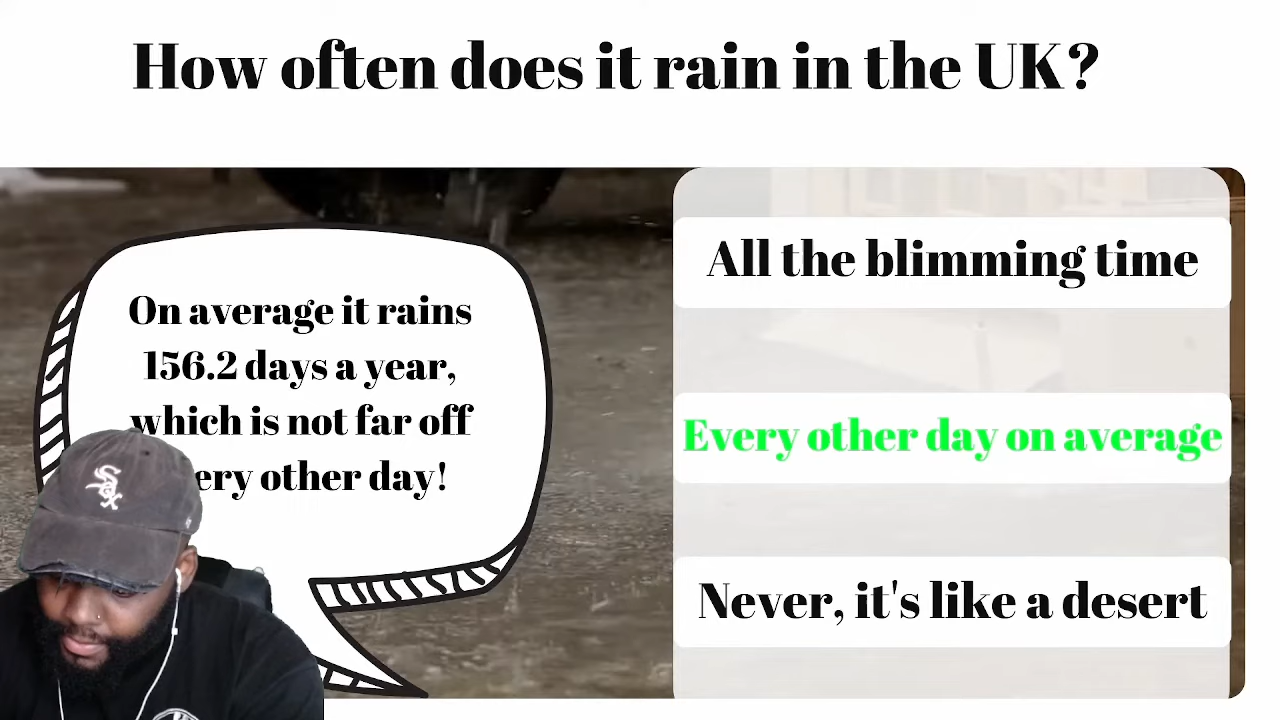 How often does it rain in the UK?
On average it rains
156.2 days a year,
which is not far off
ery other day!
All the blimming time
Every other day on average
Never, it's like a desert
Sox